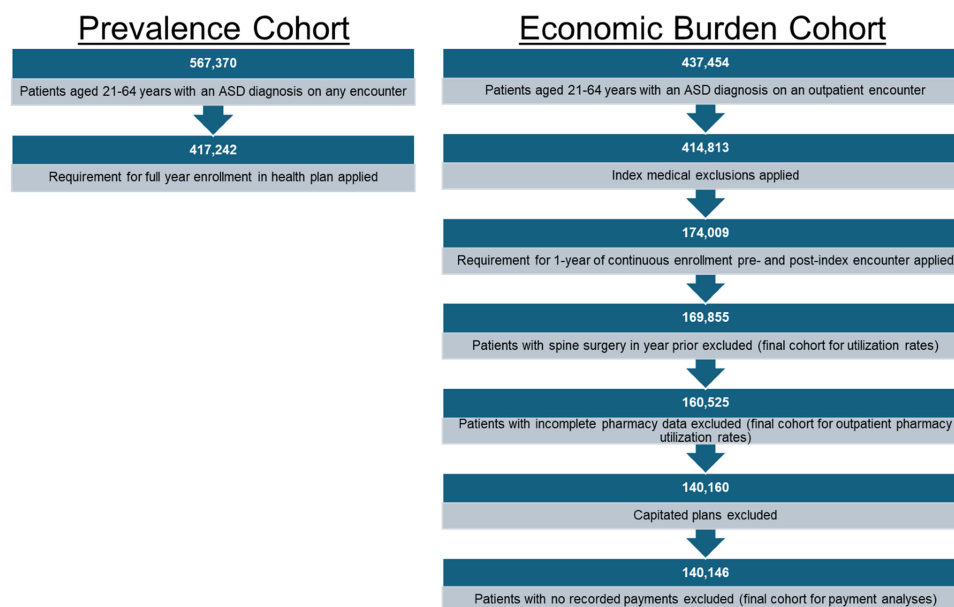 Prevalence Cohort
567,370
Patients aged 21-64 years with an ASD diagnosis on any encounter
417,242
Requirement for full year enrollment in health plan applied
Economic Burden Cohort
437,454
Patients aged 21-64 years with an ASD diagnosis on an outpatient encounter
414,813
Index medical exclusions applied
174,009
Requirement for 1-year of continuous enrollment pre- and post-index encounter applied
169,855
Patients with spine surgery in year prior excluded (final cohort for utilization rates)
160,525
Patients with incomplete pharmacy data excluded (final cohort for outpatient pharmacy
utilization rates)
140,160
Capitated plans excluded
140,146
Patients with no recorded payments excluded (final cohort for payment analyses)